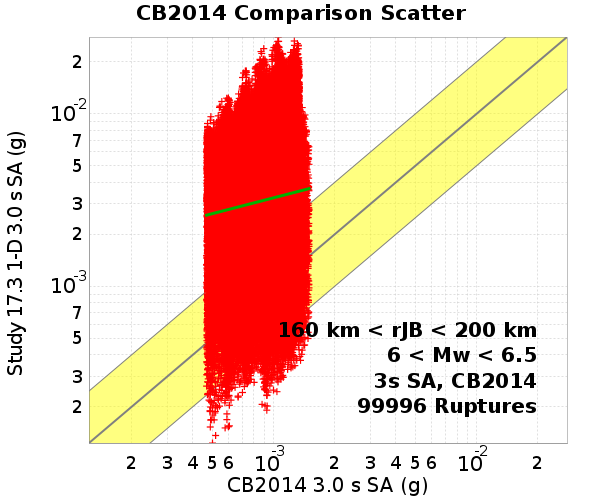 CB2014 Comparison Scatter
Study 17.3 1-D 3.0 s SA (g)
2
10-2
7
5
3
2
10-3
7
5
3
2
160 km < rJB < 200 km
6 < Mw < 6.5
3s SA, CB2014
99996 Ruptures
2 3 4 5 6 10-3 2 3 4 5 6 10-2 2
CB2014 3.0 s SA (g)